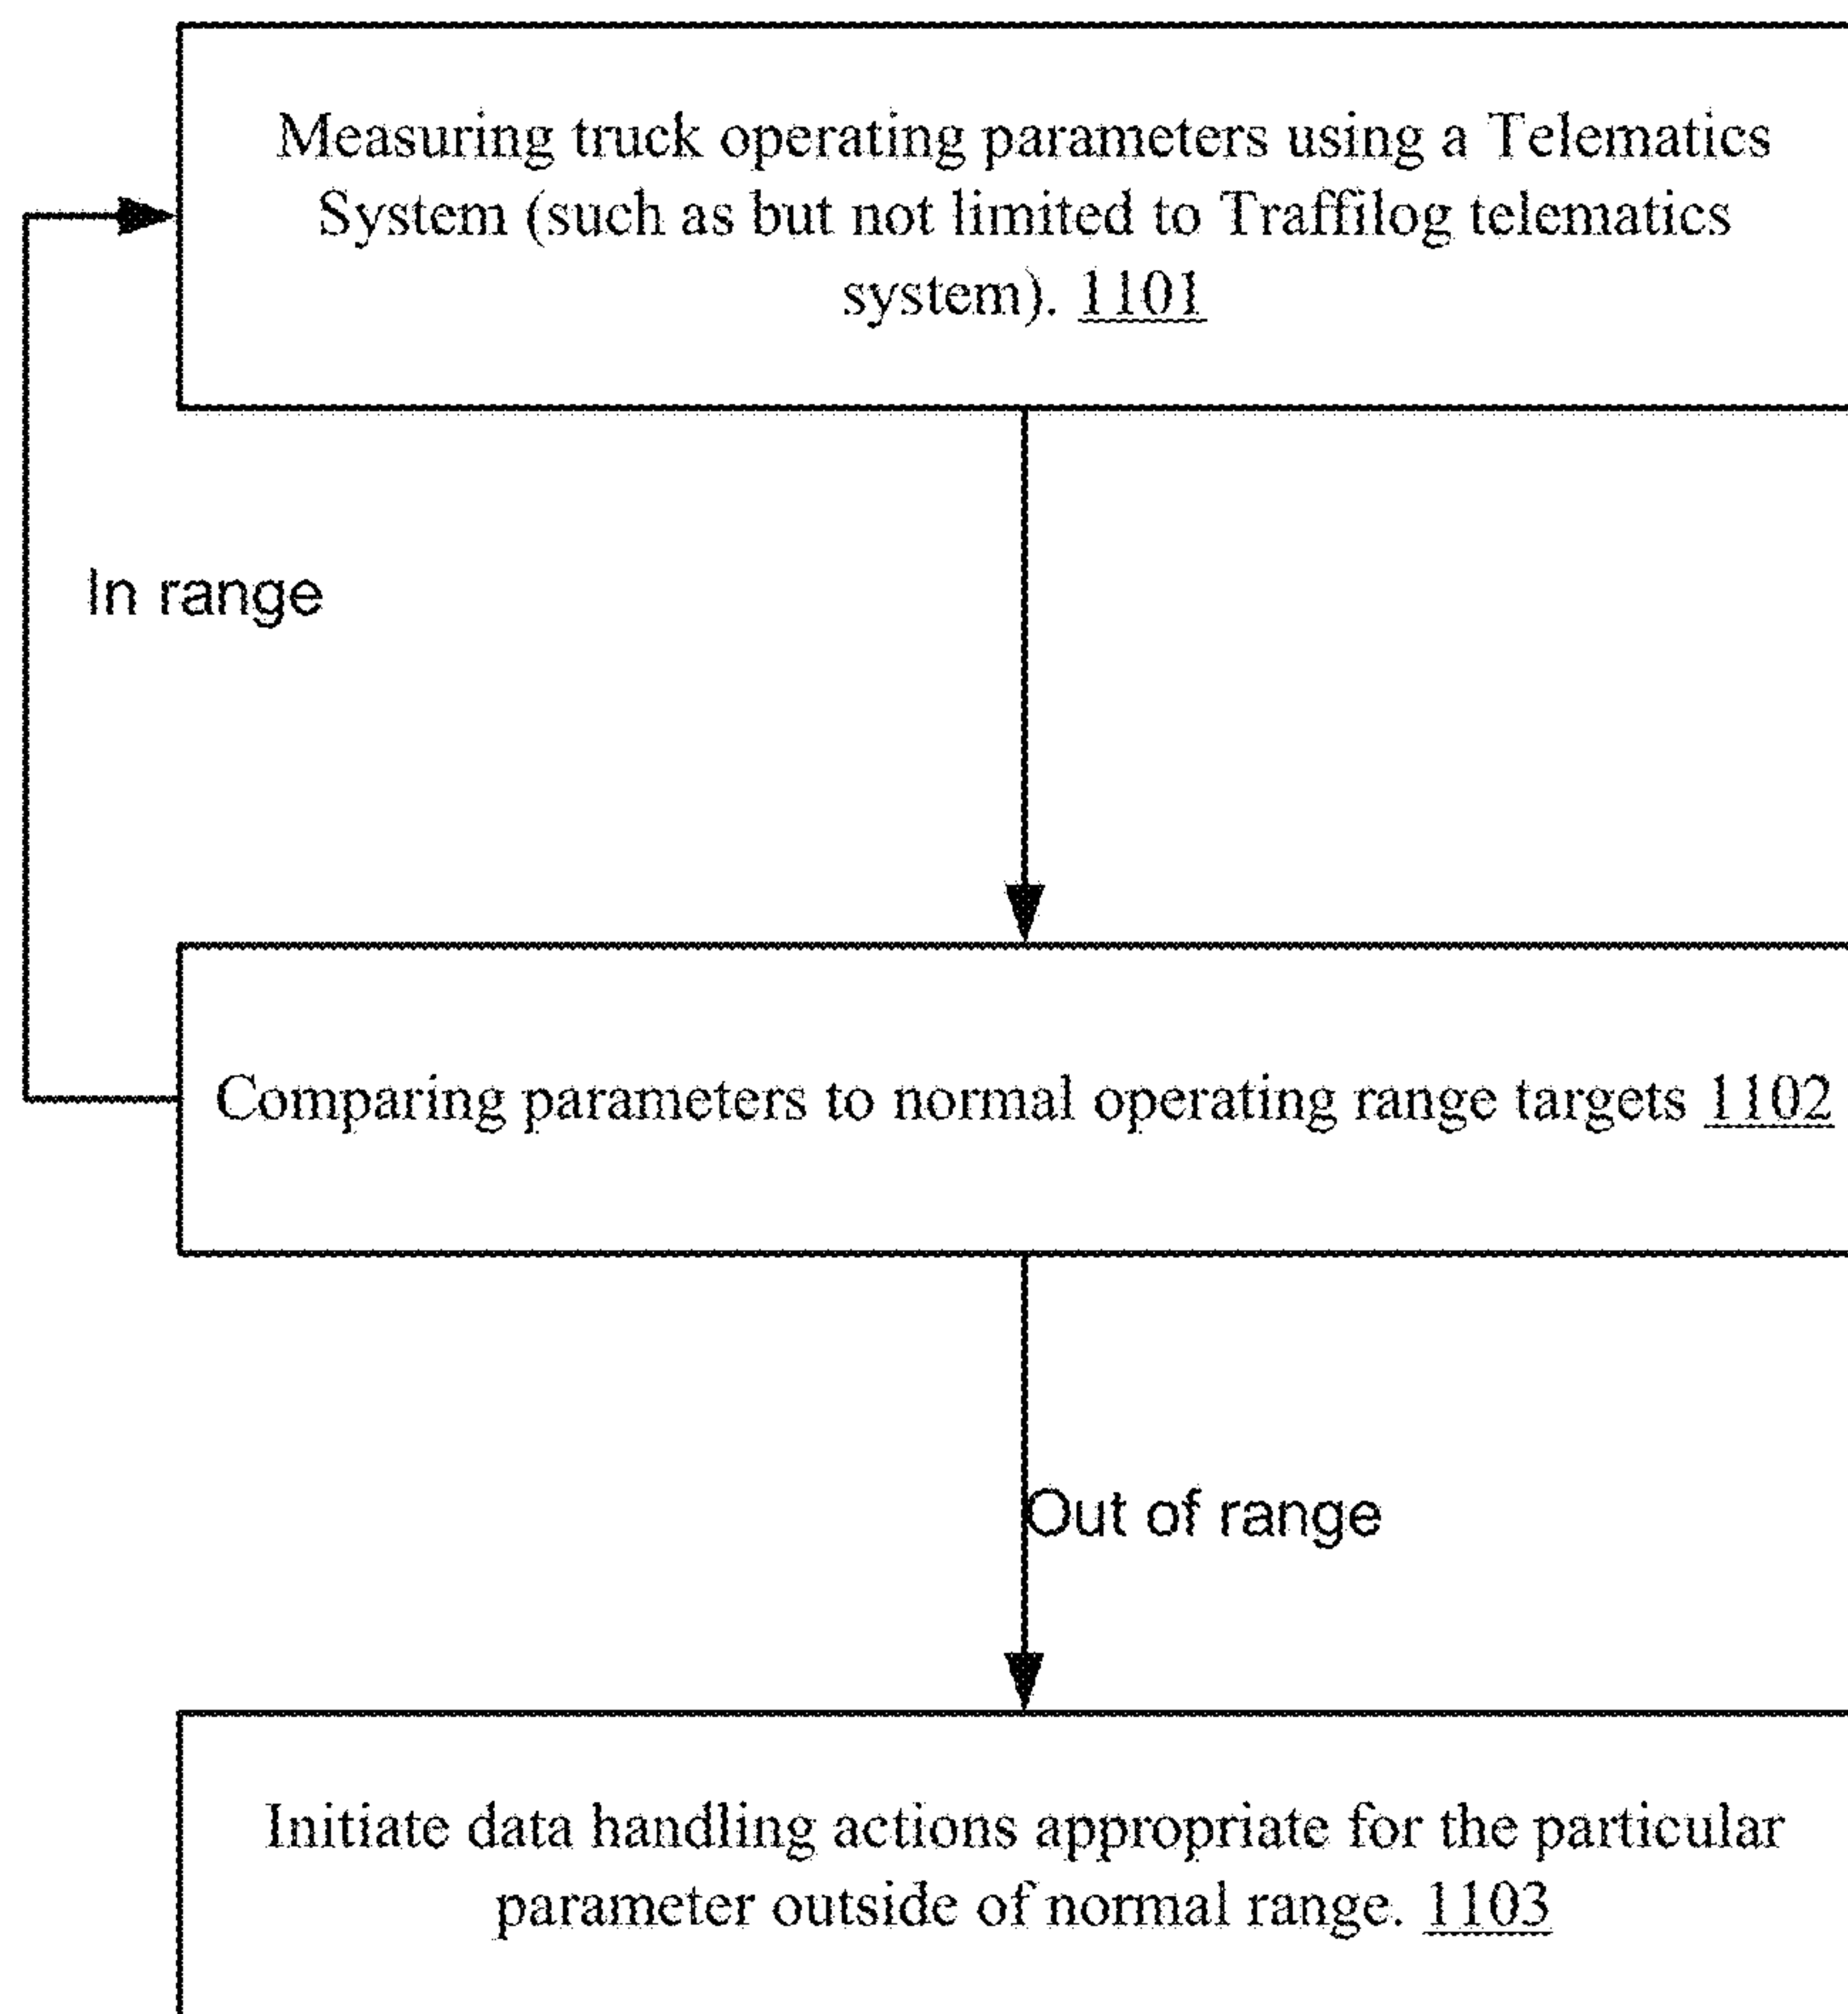 Measuring truck operating parameters using a Telematics
System (such as but not limited to Traffilog telematics
system). 1101
In range
Comparing parameters to normal operating range targets 1102
Out of range
Initiate data handling actions appropriate for the particular
parameter outside of normal range. 1103